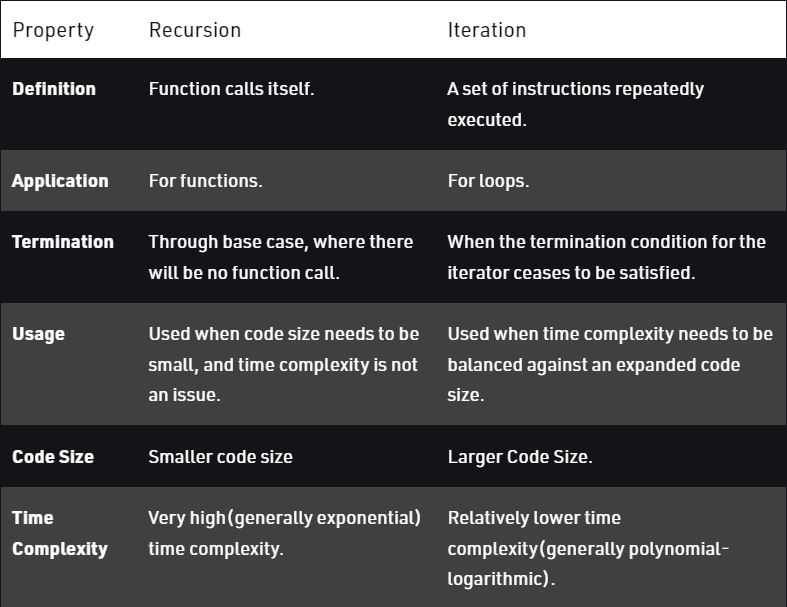 Property Recursion Iteration
Definition Function calls itself. A set of instructions repeatedly
executed.
Application For functions. For loops.
Termination Through base case, where there When the termination condition for the
will be no function call. iterator ceases to be satisfied.
Usage Used when code size needs to be Used when time complexity needs to be
small, and time complexity is not balanced against an expanded code
an issue. size.
Code Size Smaller code size Larger Code Size.
Time Very high(generally exponential) Relatively lower time
Complexity time complexity. complexity(generally polynomial-
logarithmic).